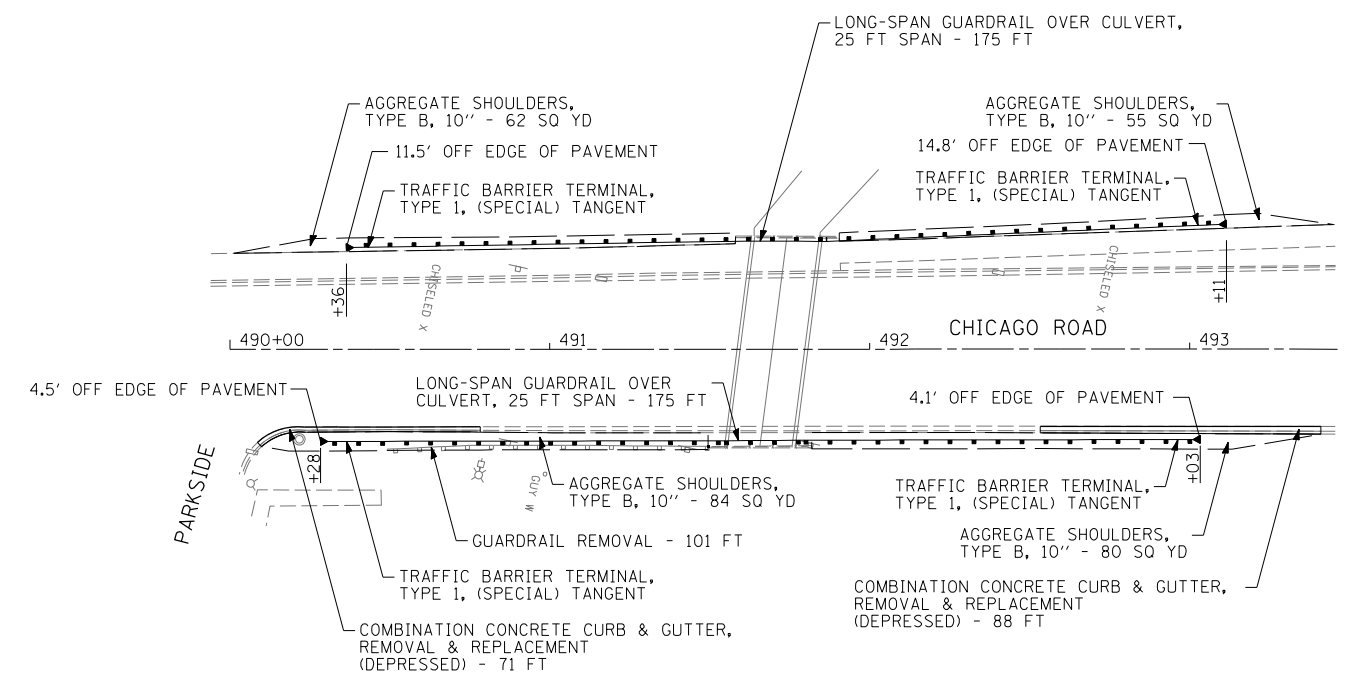 LONG-SPAN GUARDRAIL OVER CULVERT,
25 FT SPAN - 175 FT
AGGREGATE SHOULDERS,
TYPE B, 10'' - 62 SQ YD
11.5' OFF EDGE OF PAVEMENT
TRAFFIC BARRIER TERMINAL,
TYPE 1, (SPECIAL) TANGENT
AGGREGATE SHOULDERS,
TYPE B, 10'' - 55 SQ YD
14.8' OFF EDGE OF PAVEMENT
TRAFFIC BARRIER TERMINAL,
TYPE 1, (SPECIAL) TANGENT
+36
CHISELED X
CHISELED X
+11
CHICAGO ROAD
490+00
491
492
493
4.5' OFF EDGE OF PAVEMENT
LONG-SPAN GUARDRAIL OVER
CULVERT, 25 FT SPAN - 175 FT
4.1' OFF EDGE OF PAVEMENT
PARKSIDE
+28
GUY W
+03
AGGREGATE SHOULDERS,
TYPE B, 10'' - 84 SQ YD
GUARDRAIL REMOVAL - 101 FT
TRAFFIC BARRIER TERMINAL,
TYPE 1, (SPECIAL) TANGENT
COMBINATION CONCRETE CURB & GUTTER,
REMOVAL & REPLACEMENT
(DEPRESSED) - 71 FT
TRAFFIC BARRIER TERMINAL,
TYPE 1, (SPECIAL) TANGENT
AGGREGATE SHOULDERS,
TYPE B, 10'' - 80 SQ YD
COMBINATION CONCRETE CURB & GUTTER,
REMOVAL & REPLACEMENT
(DEPRESSED) - 88 FT